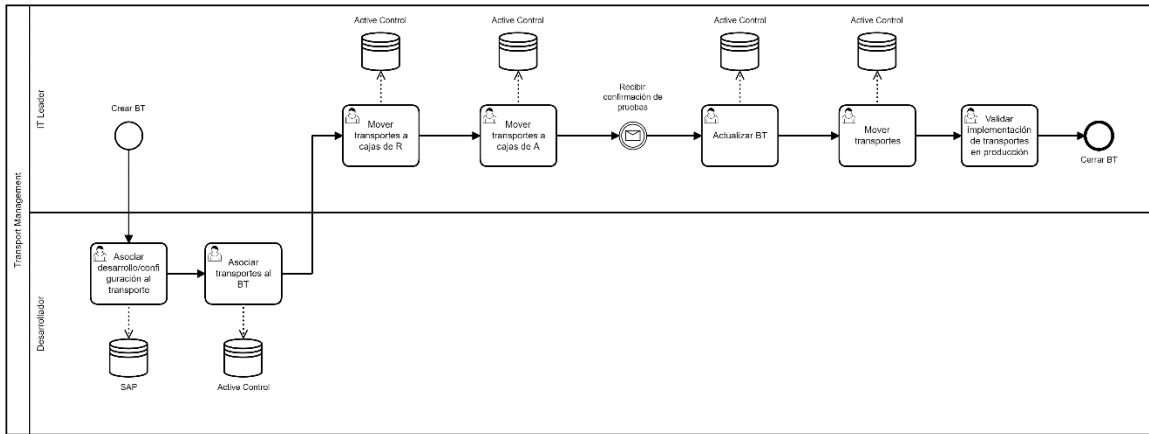 Transport Management
IT Leader
Crear BT
Active Control
Mover
transportes a
cajas de R
Active Control
Mover
transportes a
cajas de A
Recibir
confirmación de
pruebas
Active Control
Actualizar BT
Active Control
Mover
transportes
Validar
implementación
de transportes
en producción
Cerrar BT
Desarrollador
Asociar
desarrollo/confi
guración al
transporte
SAP
Asociar
transportes al
BT
Active Control